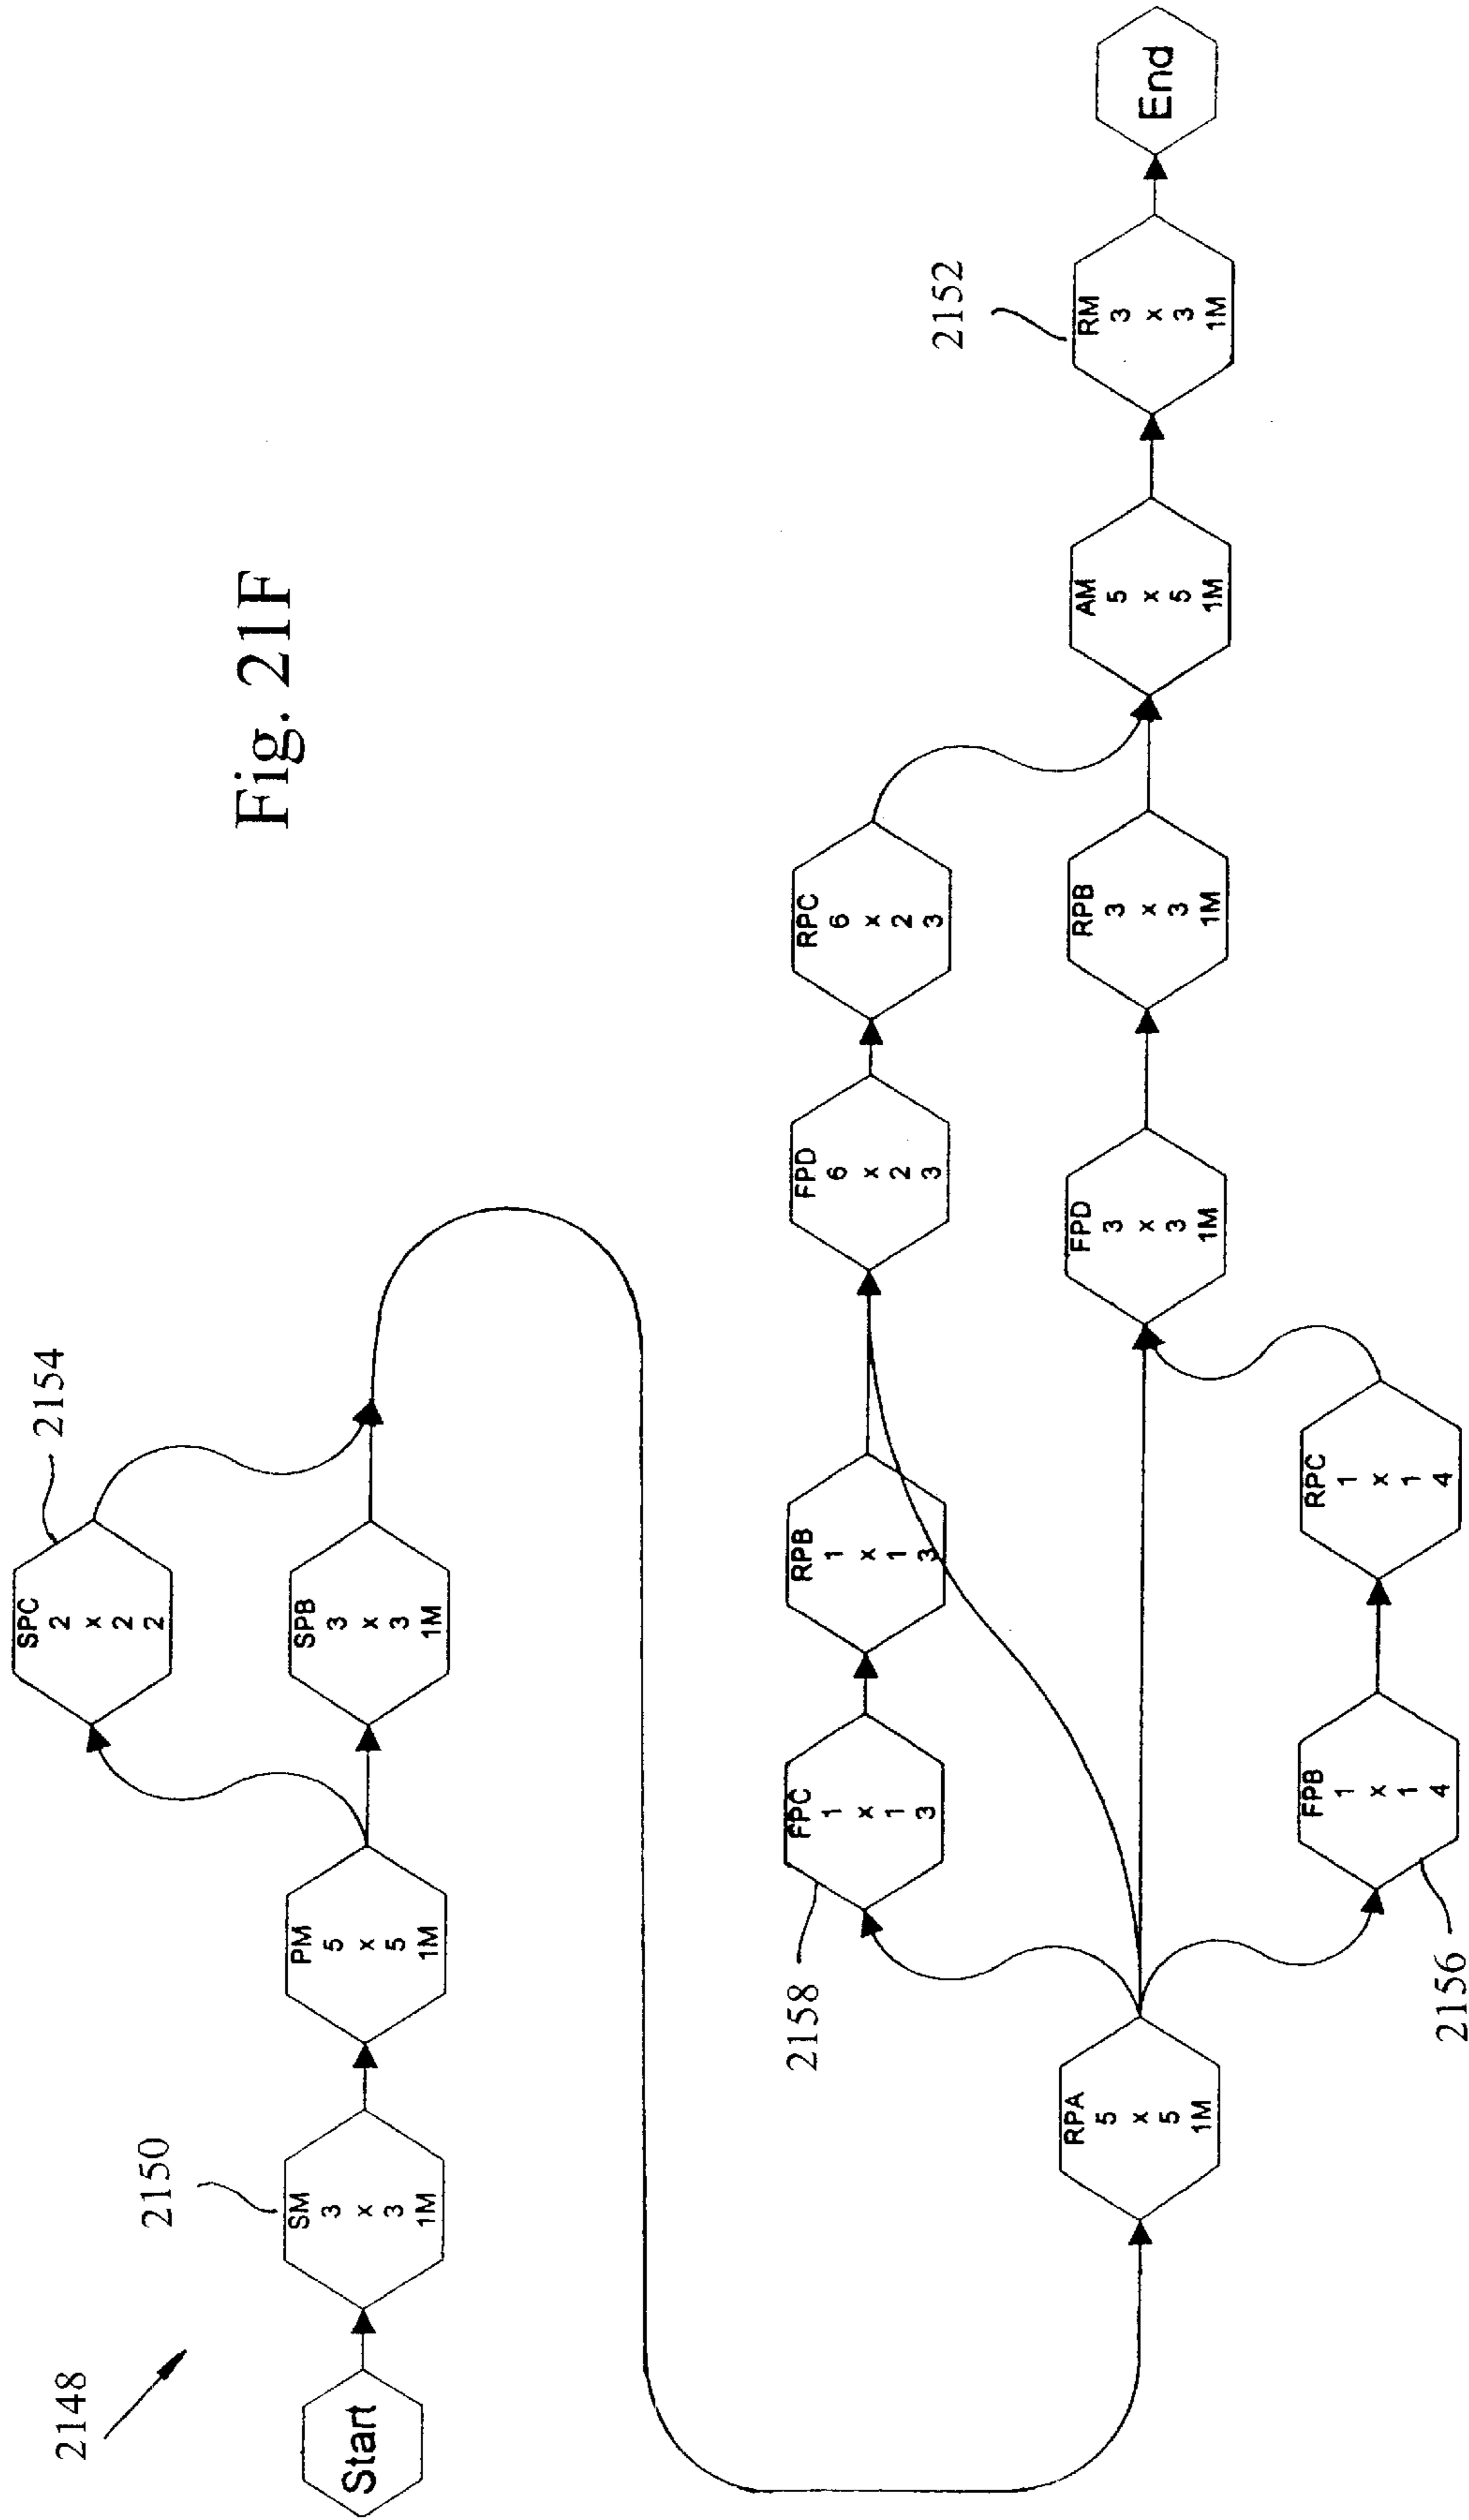 Fig. 21F
2148
Start
2150
SM
3
x
3
1M
PM
5
x
5
1M
2154
SPC
2
x
2
2
SPB
3
x
3
1M
RPA
5
x
5
1M
2158
FPC
1
x
1
3
RPB
1
x
1
3
FPD
6
x
2
3
RPC
6
x
2
3
2156
FPB
1
x
1
4
RPC
1
x
1
4
FPD
3
x
3
1M
RPB
3
x
3
1M
AM
5
x
5
1M
2152
RM
3
x
3
1M
End